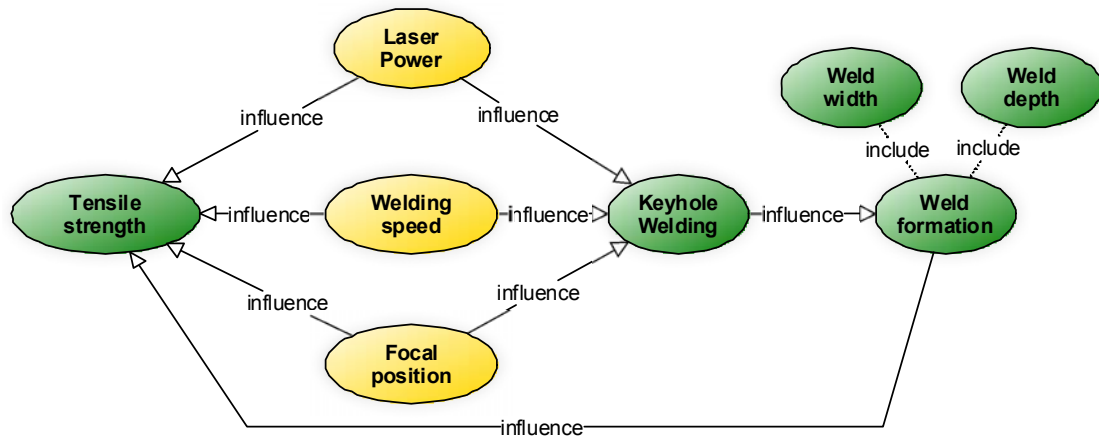 Laser
Power
Weld
width
Weld
depth
influence
influence
include
include
Tensile
strength
influence
Welding
speed
influence
Keyhole
Welding
influence
Weld
formation
influence
influence
Focal
position
influence